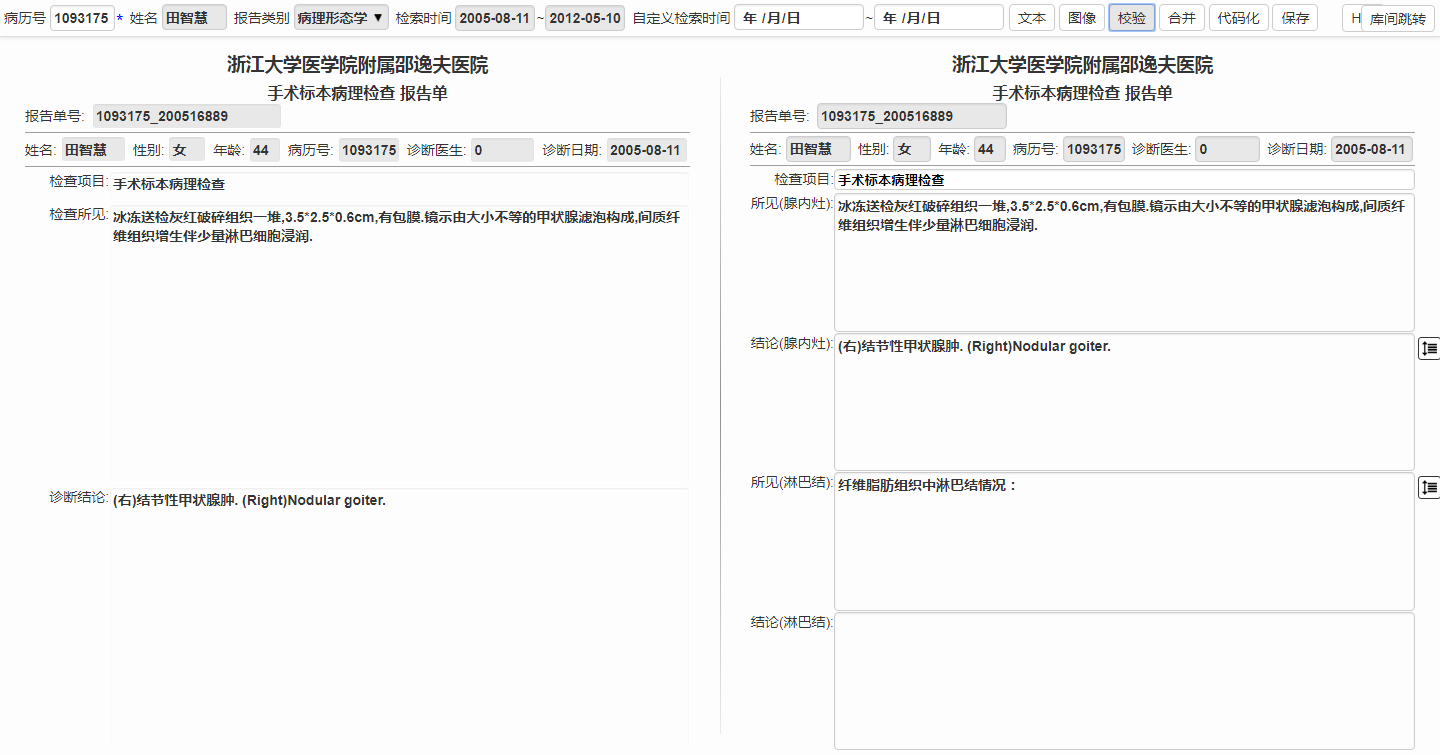 病历号 1093175 * 姓名 田智慧 报告类别 病理形态学 ▼ 检索时间 2005-08-11 ~ 2012-05-10 自定义检索时间 年 /月/日 ~ 年 /月/日 文本 图像 校验 合并 代码化 保存 H 库间跳转
浙江大学医学院附属邵逸夫医院
手术标本病理检查 报告单
报告单号: 1093175_200516889
姓名: 田智慧 性别: 女 年龄: 44 病历号: 1093175 诊断医生: 0 诊断日期: 2005-08-11
检查项目: 手术标本病理检查
检查所见: 冰冻送检灰红破碎组织一堆,3.5*2.5*0.6cm,有包膜.镜示由大小不等的甲状腺滤泡构成,间质纤
维组织增生伴少量淋巴细胞浸润.
诊断结论: (右)结节性甲状腺肿. (Right)Nodular goiter.
浙江大学医学院附属邵逸夫医院
手术标本病理检查 报告单
报告单号: 1093175_200516889
姓名: 田智慧 性别: 女 年龄: 44 病历号: 1093175 诊断医生: 0 诊断日期: 2005-08-11
检查项目: 手术标本病理检查
所见(腺内灶): 冰冻送检灰红破碎组织一堆,3.5*2.5*0.6cm,有包膜.镜示由大小不等的甲状腺滤泡构成,间质纤
维组织增生伴少量淋巴细胞浸润.
结论(腺内灶): (右)结节性甲状腺肿. (Right)Nodular goiter.
所见(淋巴结): 纤维脂肪组织中淋巴结情况：
结论(淋巴结):